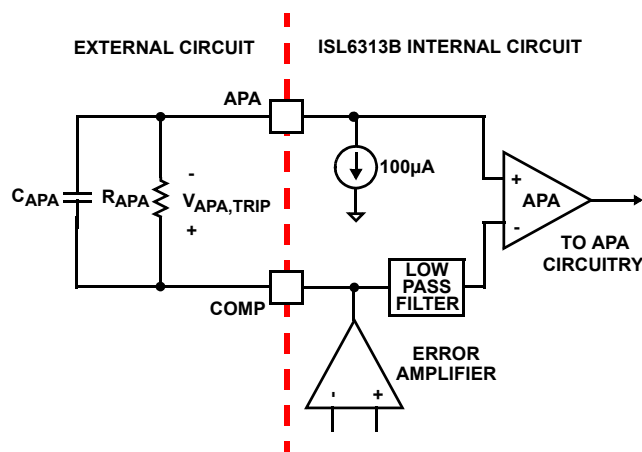 EXTERNAL CIRCUIT
ISL6313B INTERNAL CIRCUIT
APA
-
100µA
CAPA
RAPA
VAPA,TRIP
+
+
APA
-
TO APA
CIRCUITRY
LOW
PASS
FILTER
COMP
ERROR
AMPLIFIER
- +